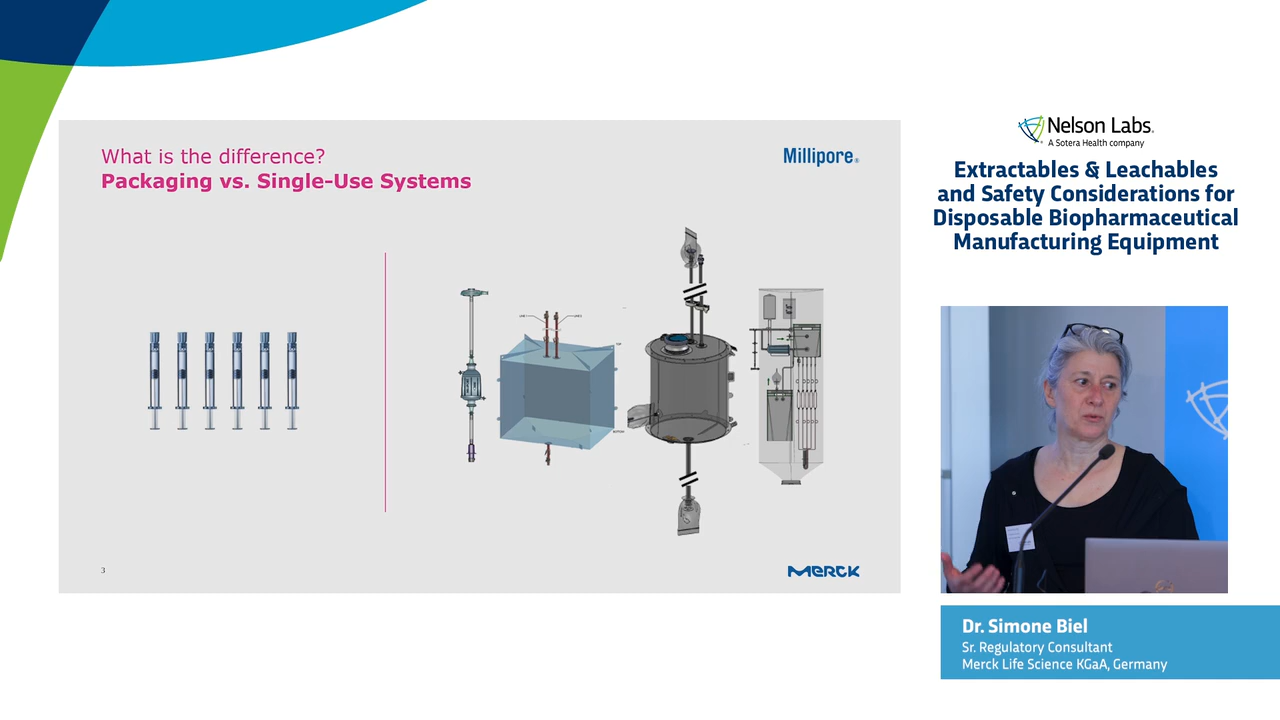 What is the difference?
Packaging vs. Single-Use Systems
Millipore®
3
MERCK
Nelson Labs.
A Sotera Health company
Extractables & Leachables
and Safety Considerations for
Disposable Biopharmaceutical
Manufacturing Equipment
Dr. Simone Biel
Sr. Regulatory Consultant
Merck Life Science KGaA, Germany